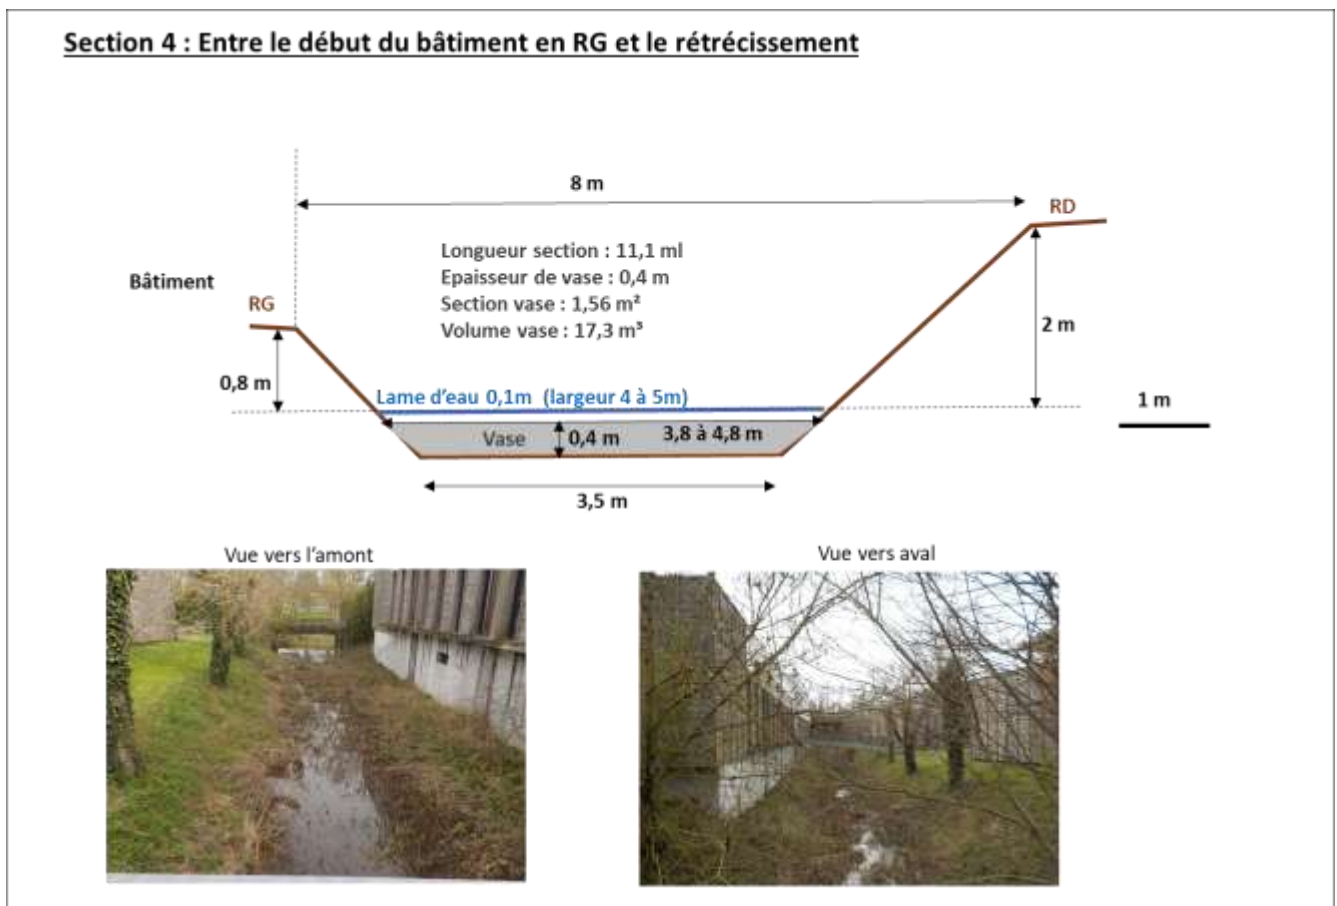 Section 4 : Entre le début du bâtiment en RG et le rétrécissement
8 m
RD
Longueur section : 11,1 ml
Epaisseur de vase : 0,4 m
Section vase : 1,56 m²
Volume vase : 17,3 m³
Bâtiment
RG
2 m
0,8 m
Lame d'eau 0,1m (largeur 4 à 5m)
1 m
Vase
0,4 m
3,8 à 4,8 m
3,5 m
Vue vers l'amont
Vue vers aval